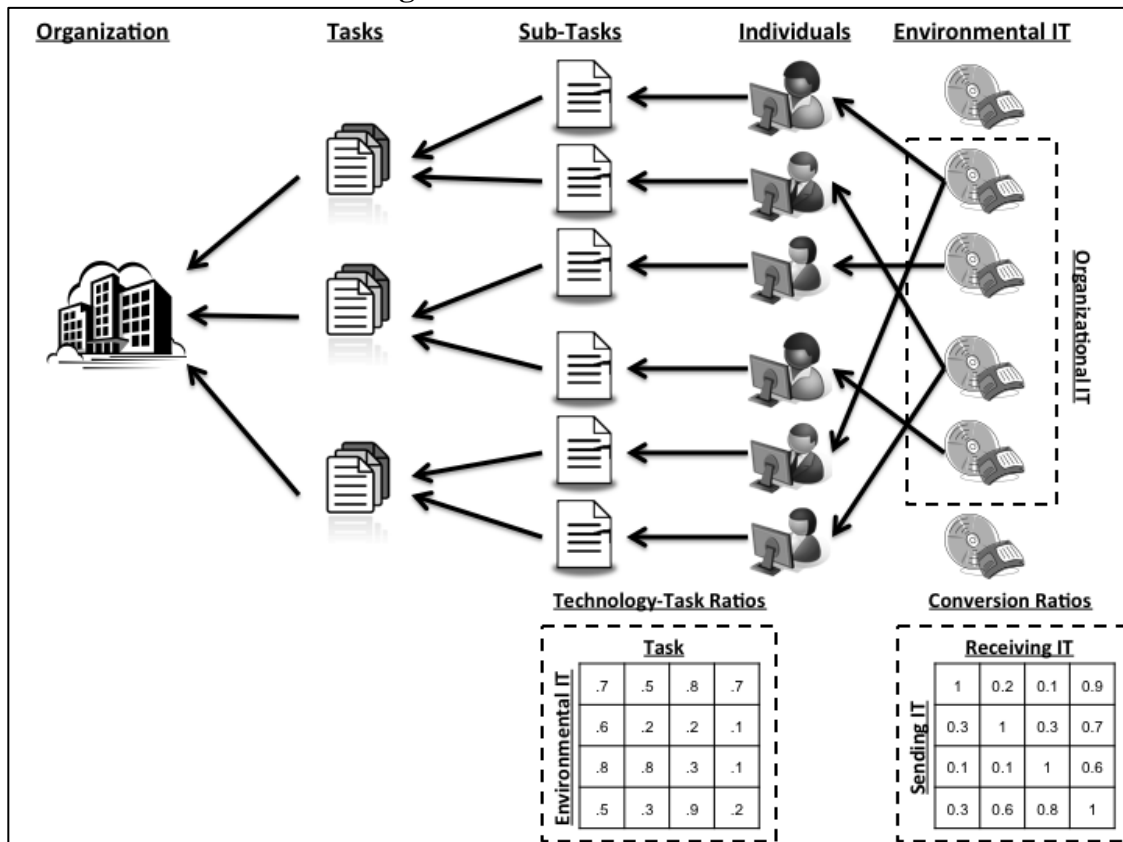 Organization Tasks Sub-Tasks Individuals Environmental IT
Organizational IT
Technology-Task Ratios Conversion Ratios
Task
Environmental IT
.7 .5 .8 .7
.6 .2 .2 .1
.8 .8 .3 .1
.5 .3 .9 .2
Receiving IT
Sending IT
1 0.2 0.1 0.9
0.3 1 0.3 0.7
0.1 0.1 1 0.6
0.3 0.6 0.8 1